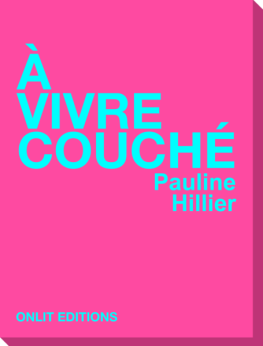 À
VIVRE
COUCHÉ
Pauline
Hillier
ONLIT EDITIONS